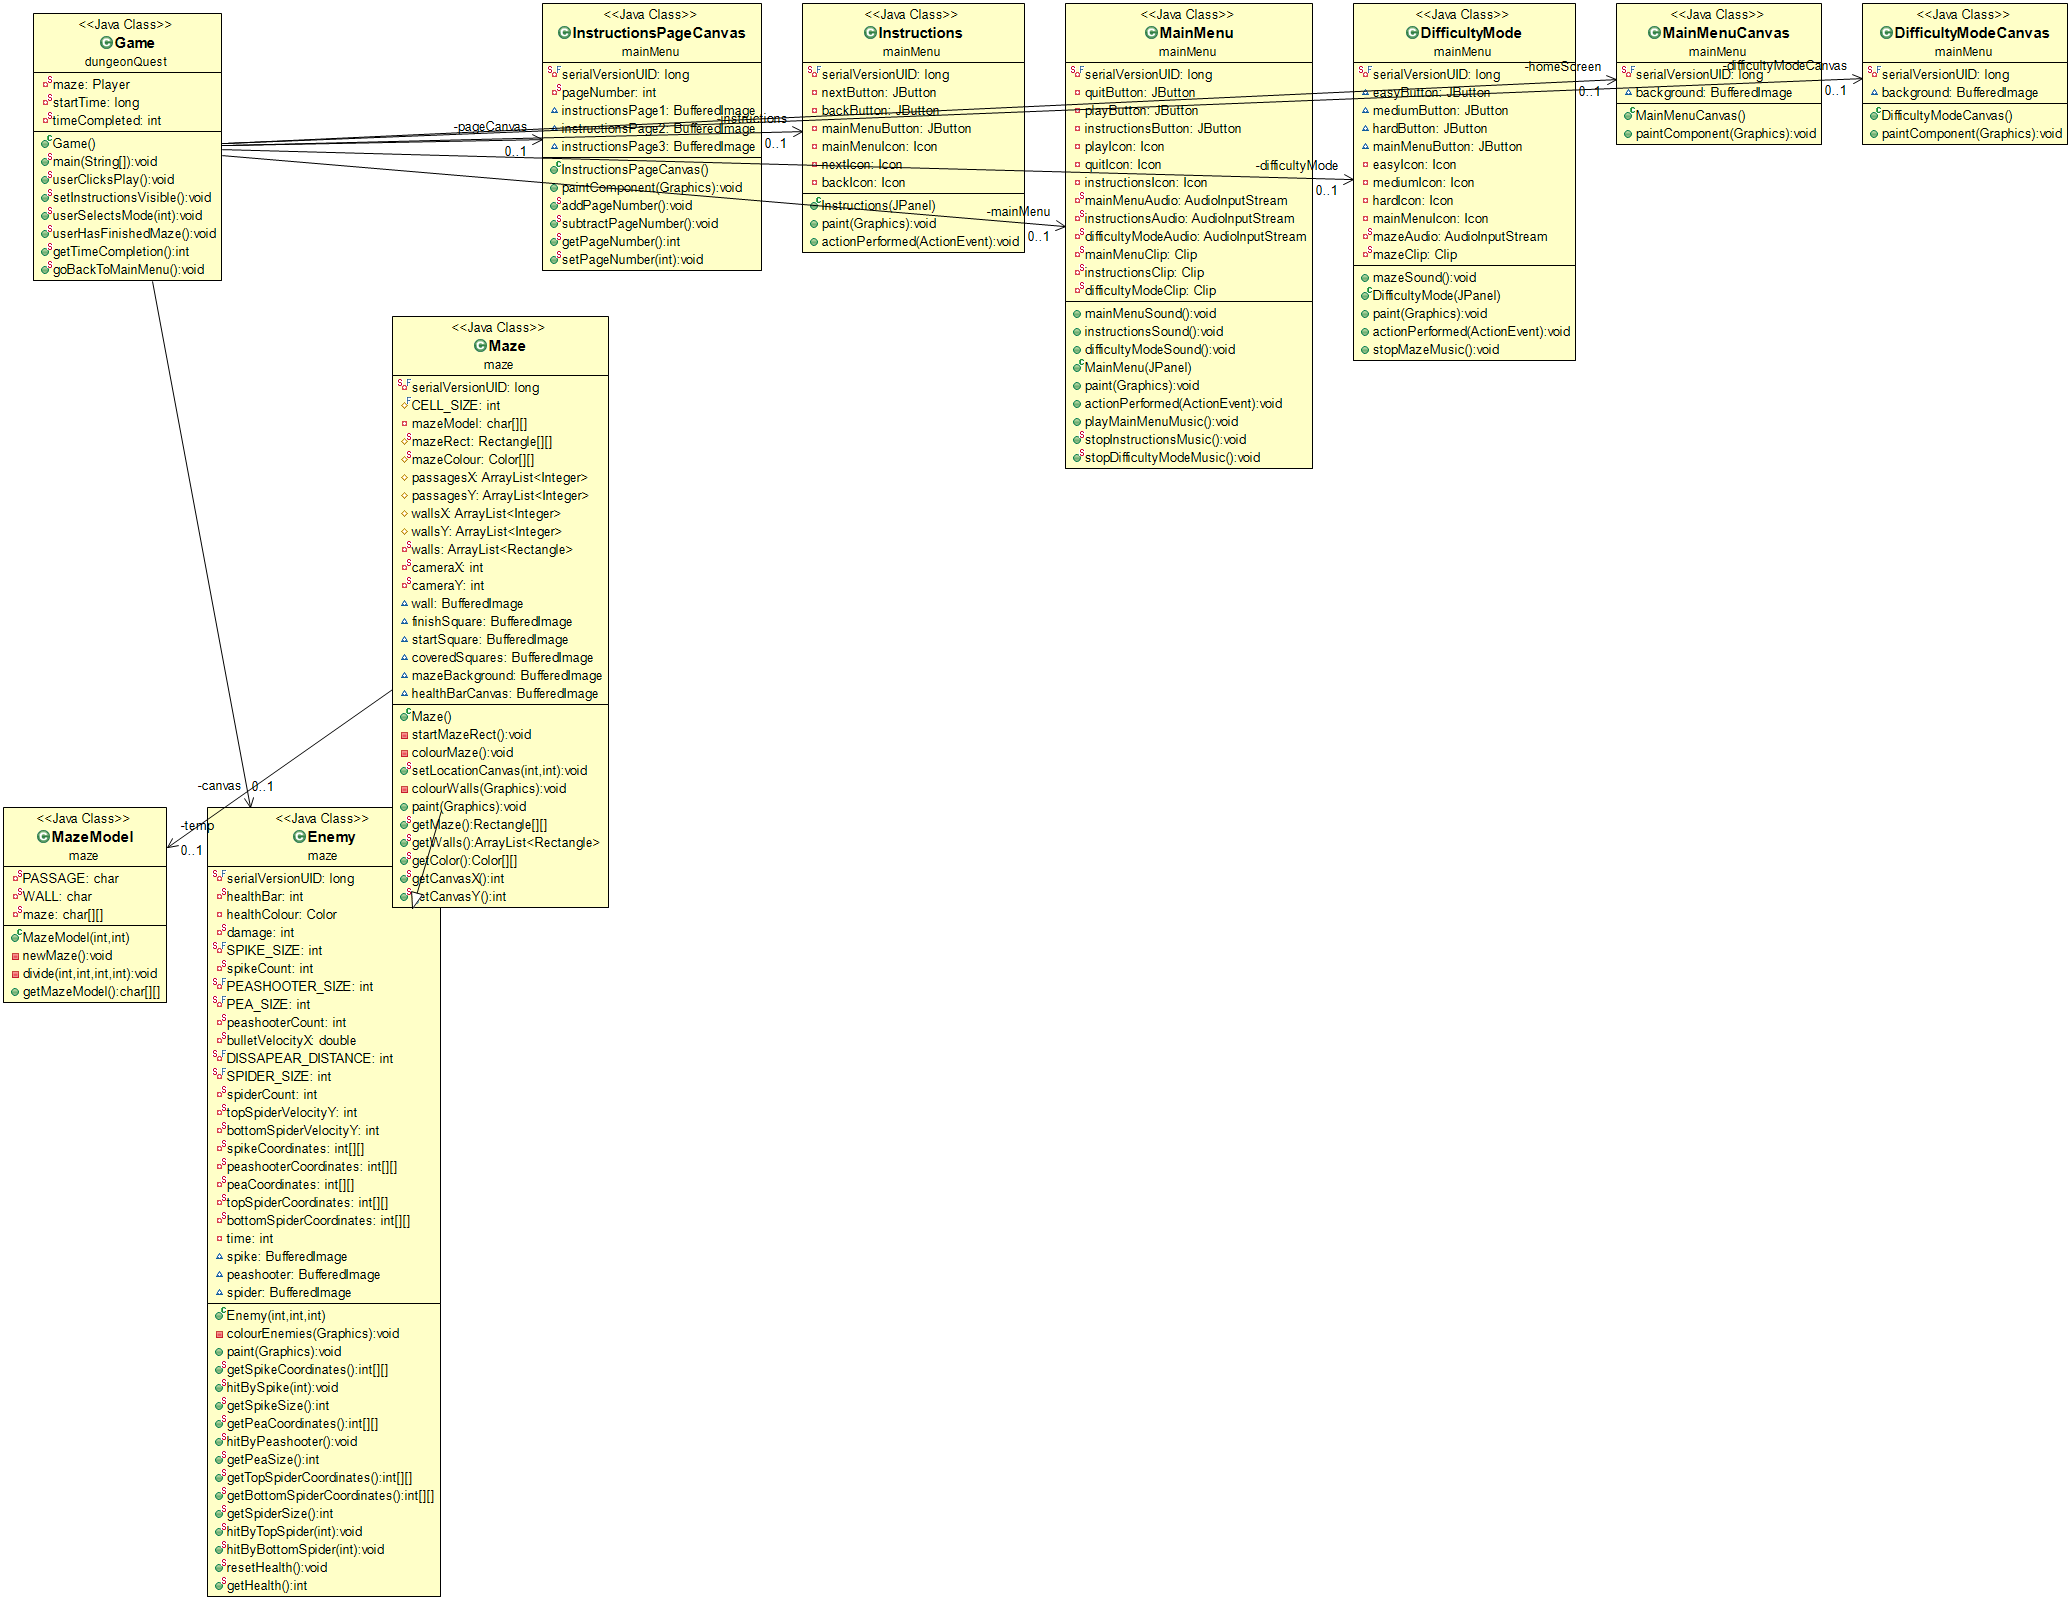 <<Java Class>>
Game
dungeonQuest
maze: Player
startTime: long
timeCompleted: int
Game()
main(String[]):void
userClicksPlay():void
setInstructionsVisible():void
userSelectsMode(int):void
userHasFinishedMaze():void
getTimeCompletion():int
goBackToMainMenu():void
<<Java Class>>
InstructionsPageCanvas
mainMenu
serialVersionUID: long
pageNumber: int
instructionsPage1: BufferedImage
instructionsPage2: BufferedImage
instructionsPage3: BufferedImage
InstructionsPageCanvas()
paintComponent(Graphics):void
addPageNumber():void
subtractPageNumber():void
getPageNumber():int
setPageNumber(int):void
<<Java Class>>
Instructions
mainMenu
serialVersionUID: long
nextButton: JButton
backButton: JButton
mainMenuButton: JButton
mainMenuIcon: Icon
nextIcon: Icon
backIcon: Icon
Instructions(JPanel)
paint(Graphics):void
actionPerformed(ActionEvent):void
<<Java Class>>
MainMenu
mainMenu
serialVersionUID: long
quitButton: JButton
playButton: JButton
instructionsButton: JButton
playIcon: Icon
quitIcon: Icon
instructionsIcon: Icon
mainMenuAudio: AudioInputStream
instructionsAudio: AudioInputStream
difficultyModeAudio: AudioInputStream
mainMenuClip: Clip
instructionsClip: Clip
difficultyModeClip: Clip
mainMenuSound():void
instructionsSound():void
difficultyModeSound():void
MainMenu(JPanel)
paint(Graphics):void
actionPerformed(ActionEvent):void
playMainMenuMusic():void
stopInstructionsMusic():void
stopDifficultyModeMusic():void
<<Java Class>>
DifficultyMode
mainMenu
serialVersionUID: long
easyButton: JButton
mediumButton: JButton
hardButton: JButton
mainMenuButton: JButton
easyIcon: Icon
mediumIcon: Icon
hardIcon: Icon
mainMenuIcon: Icon
mazeAudio: AudioInputStream
mazeClip: Clip
mazeSound():void
DifficultyMode(JPanel)
paint(Graphics):void
actionPerformed(ActionEvent):void
stopMazeMusic():void
<<Java Class>>
MainMenuCanvas
mainMenu
serialVersionUID: long
background: BufferedImage
MainMenuCanvas()
paintComponent(Graphics):void
<<Java Class>>
DifficultyModeCanvas
mainMenu
serialVersionUID: long
background: BufferedImage
DifficultyModeCanvas()
paintComponent(Graphics):void
-pageCanvas
0..1
-instructions
0..1
-mainMenu
0..1
-difficultyMode
0..1
-homeScreen
0..1
-difficultyModeCanvas
0..1
<<Java Class>>
Maze
maze
serialVersionUID: long
CELL_SIZE: int
mazeModel: char[][]
mazeRect: Rectangle[][]
mazeColour: Color[][]
passagesX: ArrayList<Integer>
passagesY: ArrayList<Integer>
wallsX: ArrayList<Integer>
wallsY: ArrayList<Integer>
walls: ArrayList<Rectangle>
cameraX: int
cameraY: int
wall: BufferedImage
finishSquare: BufferedImage
startSquare: BufferedImage
coveredSquares: BufferedImage
mazeBackground: BufferedImage
healthBarCanvas: BufferedImage
Maze()
startMazeRect():void
colourMaze():void
setLocationCanvas(int,int):void
colourWalls(Graphics):void
paint(Graphics):void
getMaze():Rectangle[][]
getWalls():ArrayList<Rectangle>
getColor():Color[][]
getCanvasX():int
getCanvasY():int
-canvas
0..1
-temp
0..1
<<Java Class>>
MazeModel
maze
PASSAGE: char
WALL: char
maze: char[][]
MazeModel(int,int)
newMaze():void
divide(int,int,int,int):void
getMazeModel():char[][]
<<Java Class>>
Enemy
maze
serialVersionUID: long
healthBar: int
healthColour: Color
damage: int
SPIKE_SIZE: int
spikeCount: int
PEASHOOTER_SIZE: int
PEA_SIZE: int
peashooterCount: int
bulletVelocityX: double
DISSAPEAR_DISTANCE: int
SPIDER_SIZE: int
spiderCount: int
topSpiderVelocityY: int
bottomSpiderVelocityY: int
spikeCoordinates: int[][]
peashooterCoordinates: int[][]
peaCoordinates: int[][]
topSpiderCoordinates: int[][]
bottomSpiderCoordinates: int[][]
time: int
spike: BufferedImage
peashooter: BufferedImage
spider: BufferedImage
Enemy(int,int,int)
colourEnemies(Graphics):void
paint(Graphics):void
getSpikeCoordinates():int[][]
hitBySpike(int):void
getSpikeSize():int
getPeaCoordinates():int[][]
hitByPeashooter():void
getPeaSize():int
getTopSpiderCoordinates():int[][]
getBottomSpiderCoordinates():int[][]
getSpiderSize():int
hitByTopSpider(int):void
hitByBottomSpider(int):void
resetHealth():void
getHealth():int